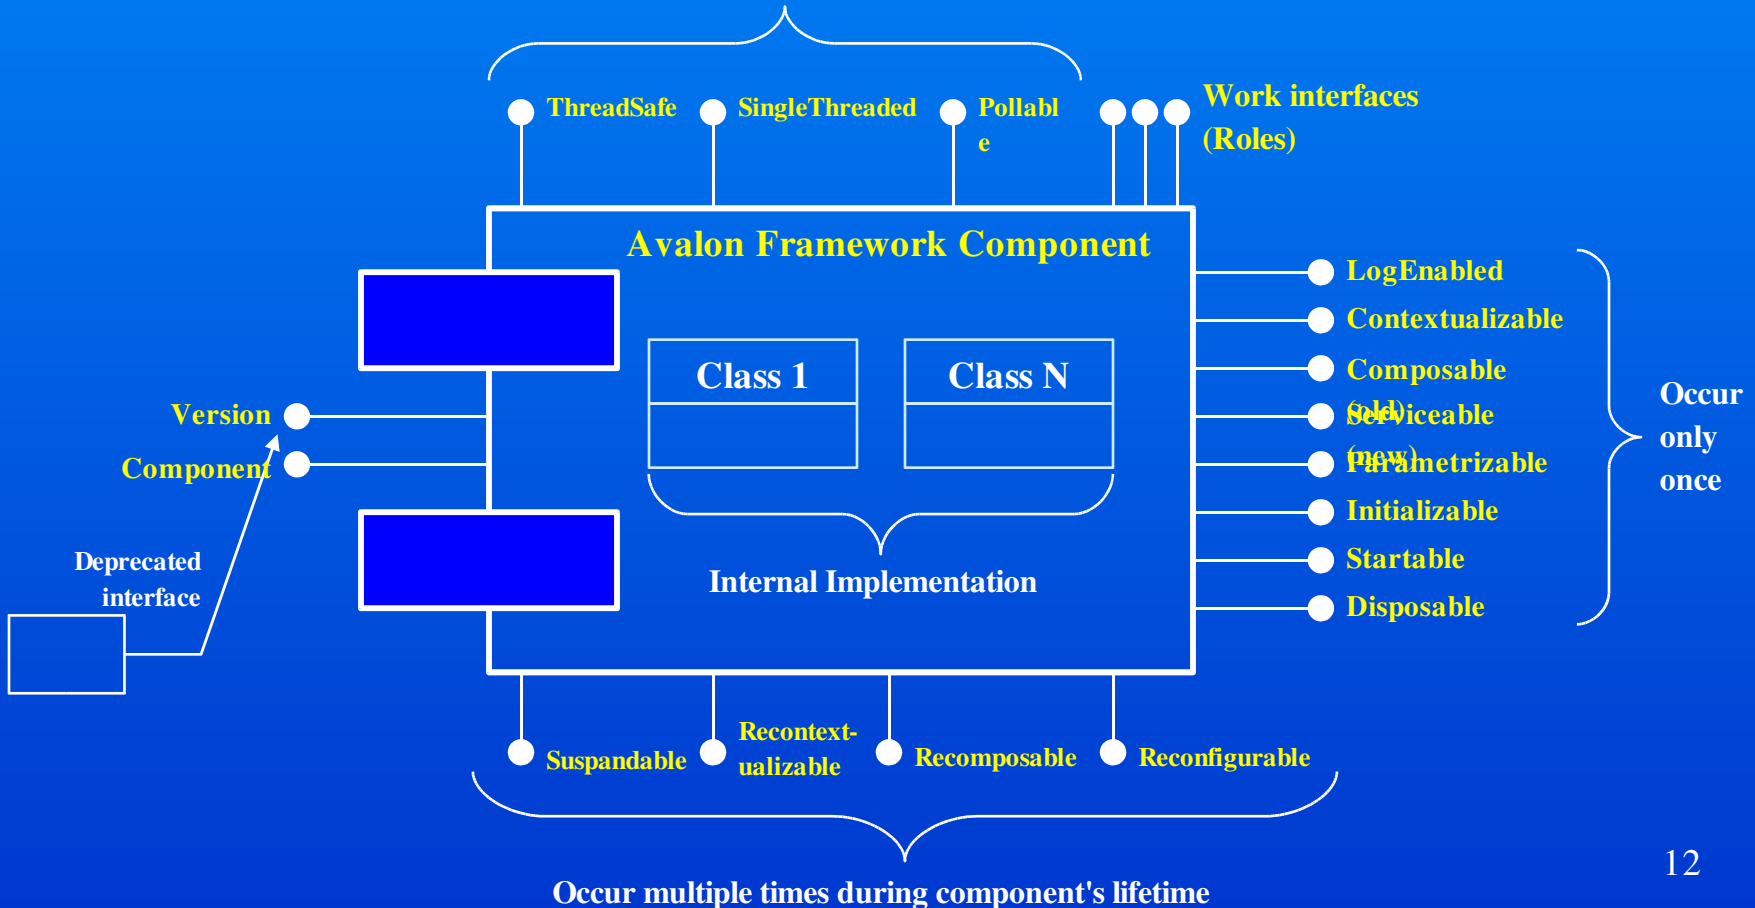 ThreadSafe
SingleThreaded
Pollabl
e
Work interfaces
(Roles)
Avalon Framework Component
LogEnabled
Contextualizable
Composable
(old)
Serviceable
(new)
Parametrizable
Initializable
Startable
Disposable
Occur
only
once
Class 1
Class N
Version
Component
Deprecated
interface
Internal Implementation
Suspandable
Recontext-
ualizable
Recomposable
Reconfigurable
Occur multiple times during component's lifetime
12